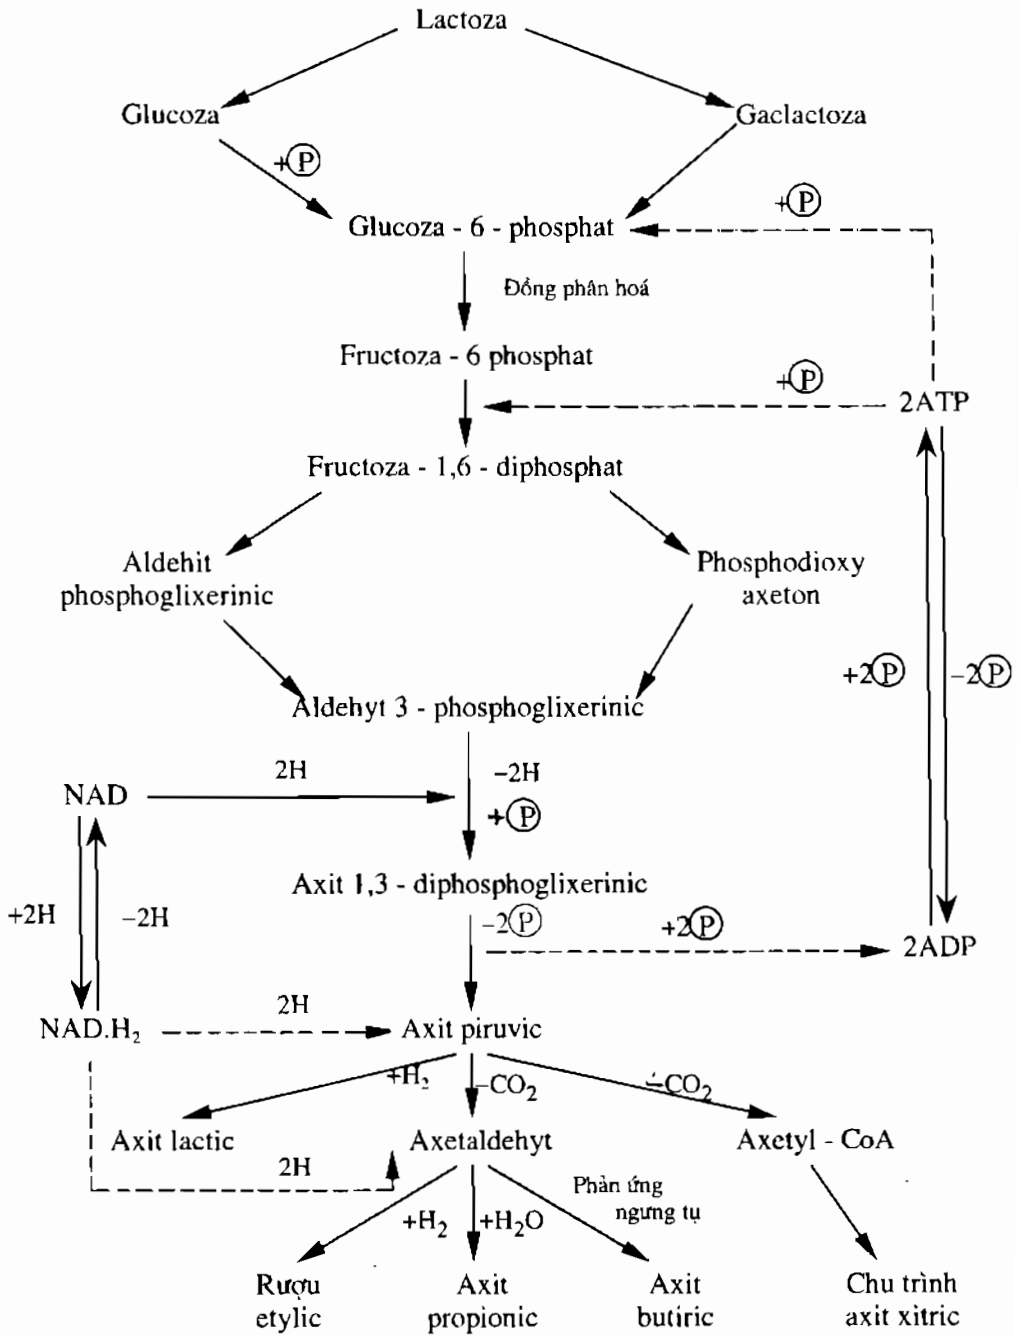 Lactoza
Glucoza
Gaclactoza
+Ⓟ
+Ⓟ
Glucoza - 6 - phosphat
Đồng phân hoá
Fructoza - 6 phosphat
+Ⓟ
2ATP
Fructoza - 1,6 - diphosphat
Aldehit
phosphoglixerinic
Phosphodioxy
axeton
+2Ⓟ
−2Ⓟ
Aldehyt 3 - phosphoglixerinic
2H
−2H
NAD
+Ⓟ
Axit 1,3 - diphosphoglixerinic
+2H
−2H
−2Ⓟ
+2Ⓟ
2ADP
2H
NAD.H₂
Axit piruvic
+H₂
−CO₂
−CO₂
Axit lactic
Axetaldehyt
Axetyl - CoA
2H
Phản ứng
ngưng tụ
+H₂
+H₂O
Rượu
etylic
Axit
propionic
Axit
butiric
Chu trình
axit xitric